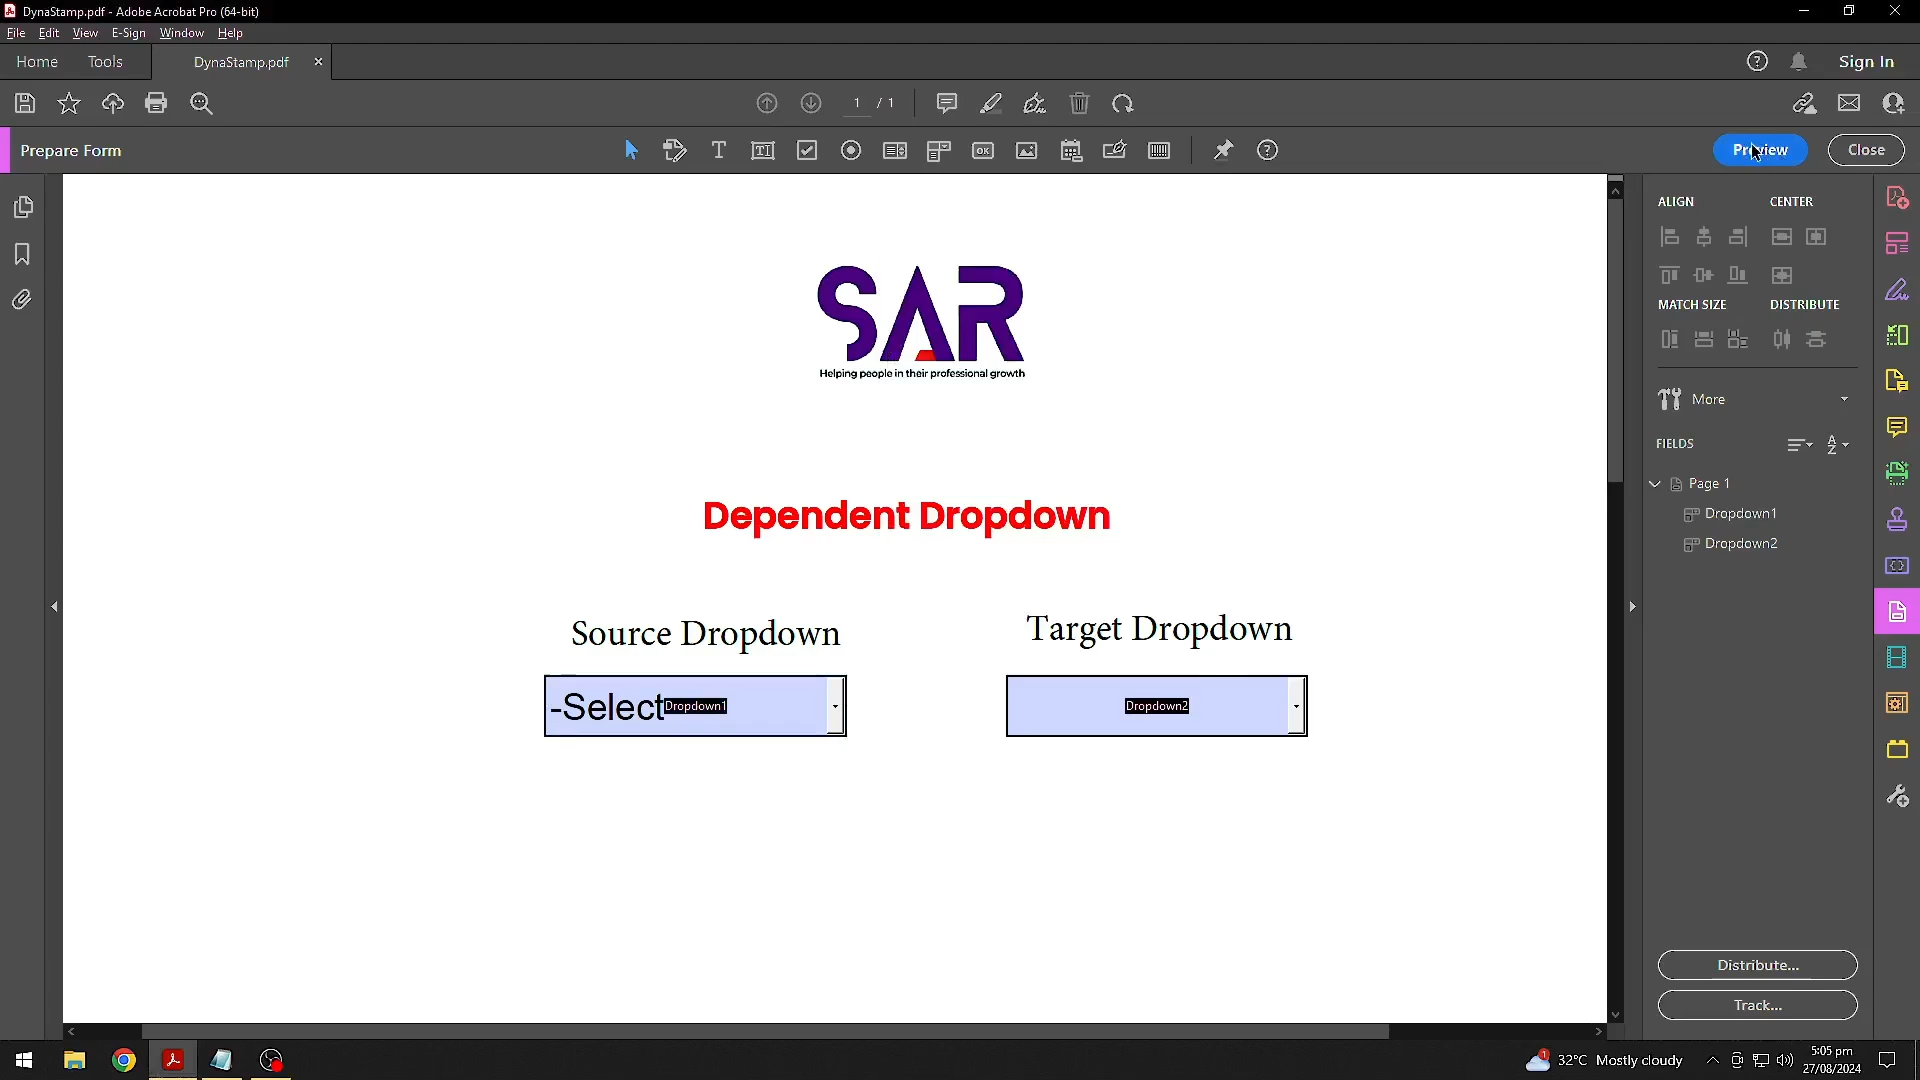 DynaStamp.pdf - Adobe Acrobat Pro (64-bit)
File Edit View E-Sign Window Help
Home Tools DynaStamp.pdf Sign In
1 / 1
Prepare Form Preview Close
ALIGN CENTER
MATCH SIZE DISTRIBUTE
More
FIELDS
Page 1
Dropdown1
Dropdown2
Distribute...
Track...
SAR
Helping people in their professional growth
Dependent Dropdown
Source Dropdown Target Dropdown
-Select Dropdown1 Dropdown2
1 32°C Mostly cloudy 5:05 pm
27/08/2024